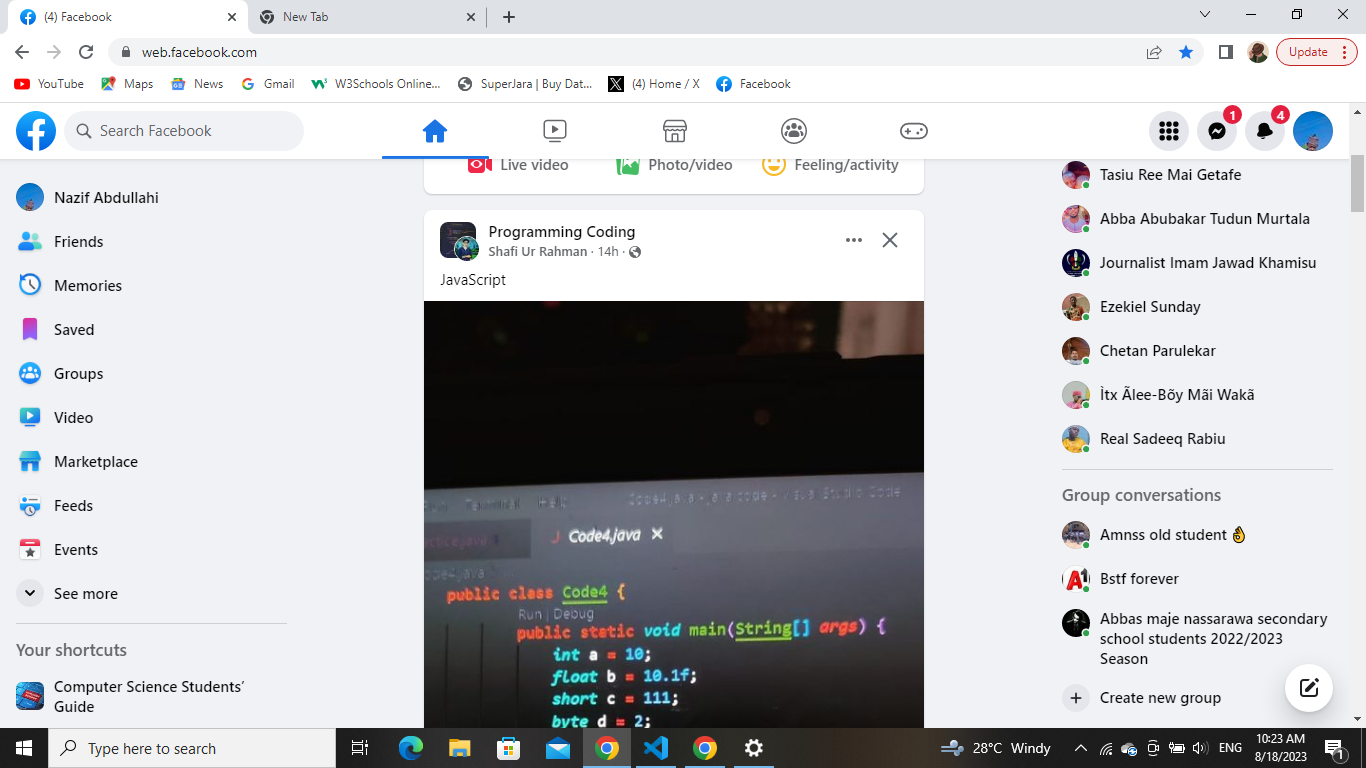 (4) Facebook
New Tab
web.facebook.com
Update
YouTube
Maps
News
Gmail
W3Schools Online...
SuperJara | Buy Dat...
(4) Home / X
Facebook
Search Facebook
1
4
Live video
Photo/video
Feeling/activity
Nazif Abdullahi
Friends
Memories
Saved
Groups
Video
Marketplace
Feeds
Events
See more
Your shortcuts
Computer Science Students’
Guide
Programming Coding
Shafi Ur Rahman · 14h ·
JavaScript
Terminal Help Code4.java - java code - Visual Studio Code
Code4.java ✕
Code4.java
public class Code4 {
Run | Debug
public static void main(String[] args) {
int a = 10;
float b = 10.1f;
short c = 111;
byte d = 2;
Tasiu Ree Mai Getafe
Abba Abubakar Tudun Murtala
Journalist Imam Jawad Khamisu
Ezekiel Sunday
Chetan Parulekar
Ìtx Ãlee-Bõy Mãi Wakã
Real Sadeeq Rabiu
Group conversations
Amnss old student 👌
Bstf forever
Abbas maje nassarawa secondary
school students 2022/2023
Season
Create new group
Type here to search
28°C Windy
ENG
10:23 AM
8/18/2023
1